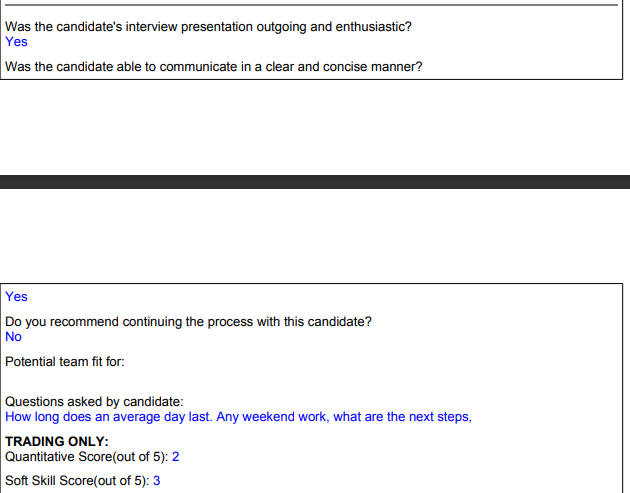 Was the candidate's interview presentation outgoing and enthusiastic?
Yes
Was the candidate able to communicate in a clear and concise manner?
Yes
Do you recommend continuing the process with this candidate?
No
Potential team fit for:
Questions asked by candidate:
How long does an average day last. Any weekend work, what are the next steps,
TRADING ONLY:
Quantitative Score(out of 5): 2
Soft Skill Score(out of 5): 3